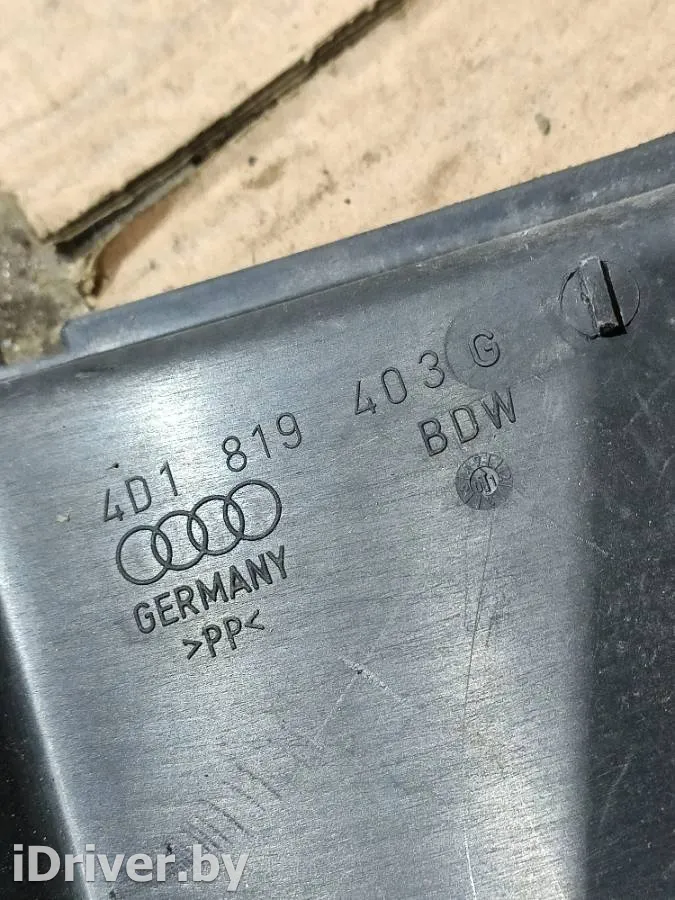 4D1 819 403 G
BDW
GERMANY
>PP<
iDriver.by